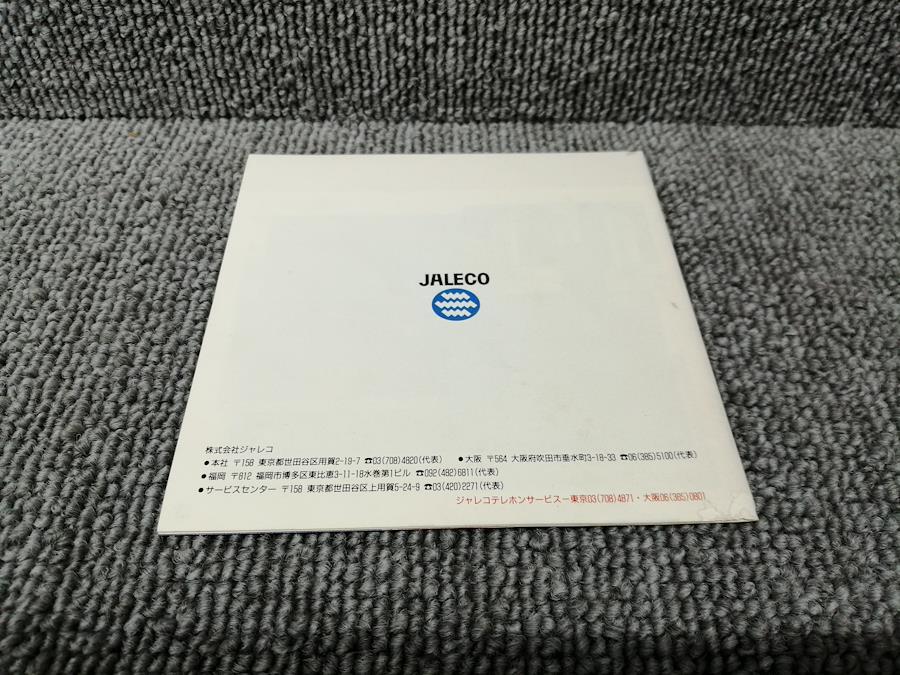 JALECO
株式会社ジャレコ
●本社 〒158 東京都世田谷区用賀2-19-7 ☎03(708)4820(代表) ●大阪 〒564 大阪府吹田市垂水町3-18-33 ☎06(385)5100(代表)
●福岡 〒812 福岡市博多区東比恵3-11-18水巻第1ビル ☎092(482)6811(代表)
●サービスセンター 〒158 東京都世田谷区上用賀5-24-9 ☎03(420)2271(代表)
ジャレコテレホンサービス－東京03(708)4871・大阪06(385)0801